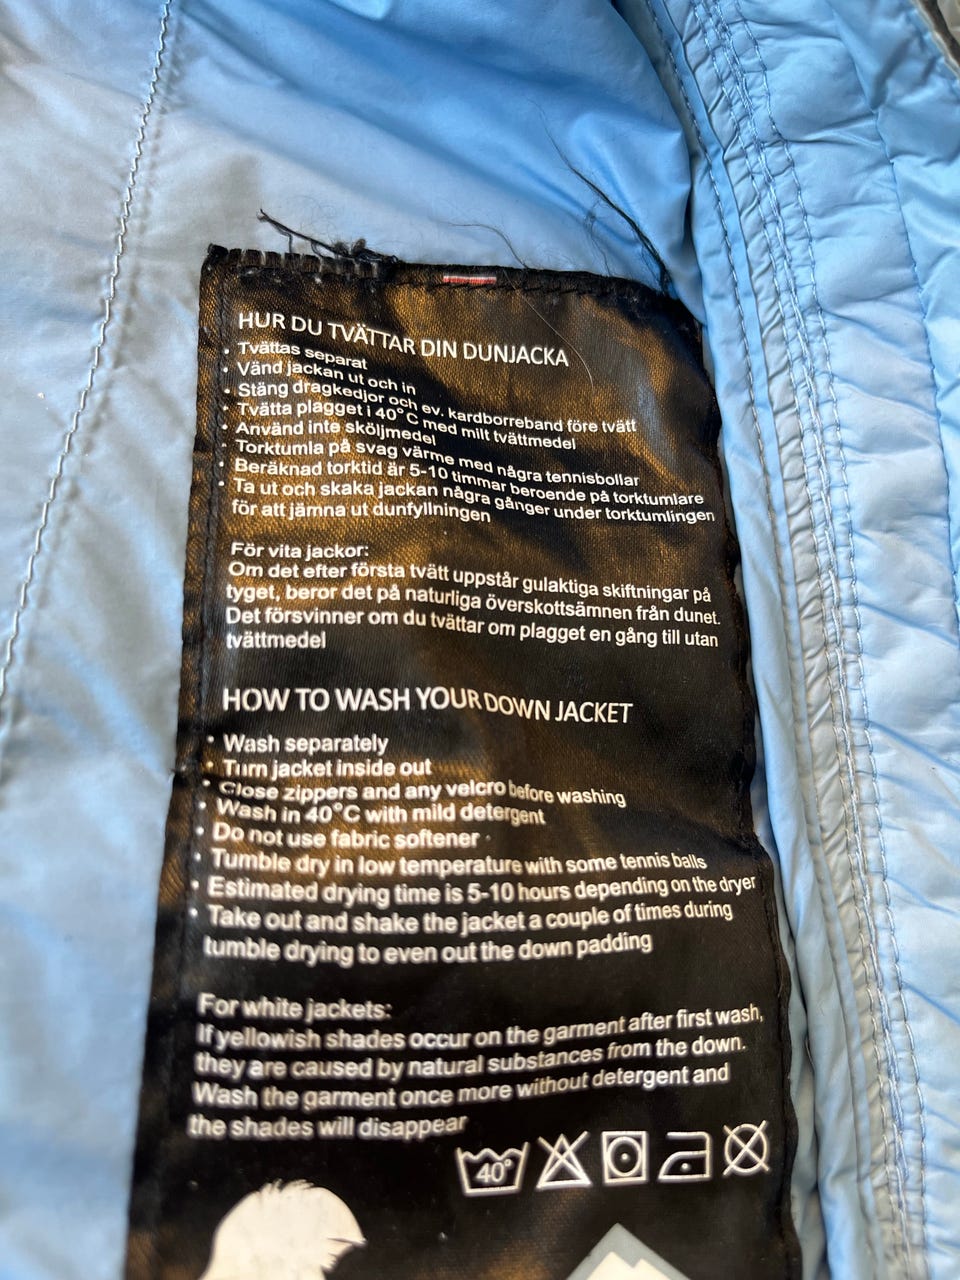 HUR DU TVÄTTAR DIN DUNJACKA
• Tvättas separat
• Vänd jackan ut och in
• Stäng dragkedjor och ev. kardborreband före tvätt
• Tvätta plagget i 40°C med milt tvättmedel
• Använd inte sköljmedel
• Torktumla på svag värme med några tennisbollar
• Beräknad torktid är 5-10 timmar beroende på torktumlare
• Ta ut och skaka jackan några gånger under torktumlingen
för att jämna ut dunfyllningen
För vita jackor:
Om det efter första tvätt uppstår gulaktiga skiftningar på
tyget, beror det på naturliga överskottsämnen från dunet.
Det försvinner om du tvättar om plagget en gång till utan
tvättmedel
HOW TO WASH YOUR DOWN JACKET
• Wash separately
• Turn jacket inside out
• Close zippers and any velcro before washing
• Wash in 40°C with mild detergent
• Do not use fabric softener
• Tumble dry in low temperature with some tennis balls
• Estimated drying time is 5-10 hours depending on the dryer
• Take out and shake the jacket a couple of times during
tumble drying to even out the down padding
For white jackets:
If yellowish shades occur on the garment after first wash,
they are caused by natural substances from the down.
Wash the garment once more without detergent and
the shades will disappear
40°